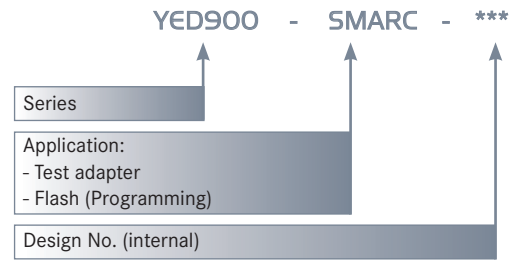 YED900 - SMARC - ***
Series
Application:
- Test adapter
- Flash (Programming)
Design No. (internal)